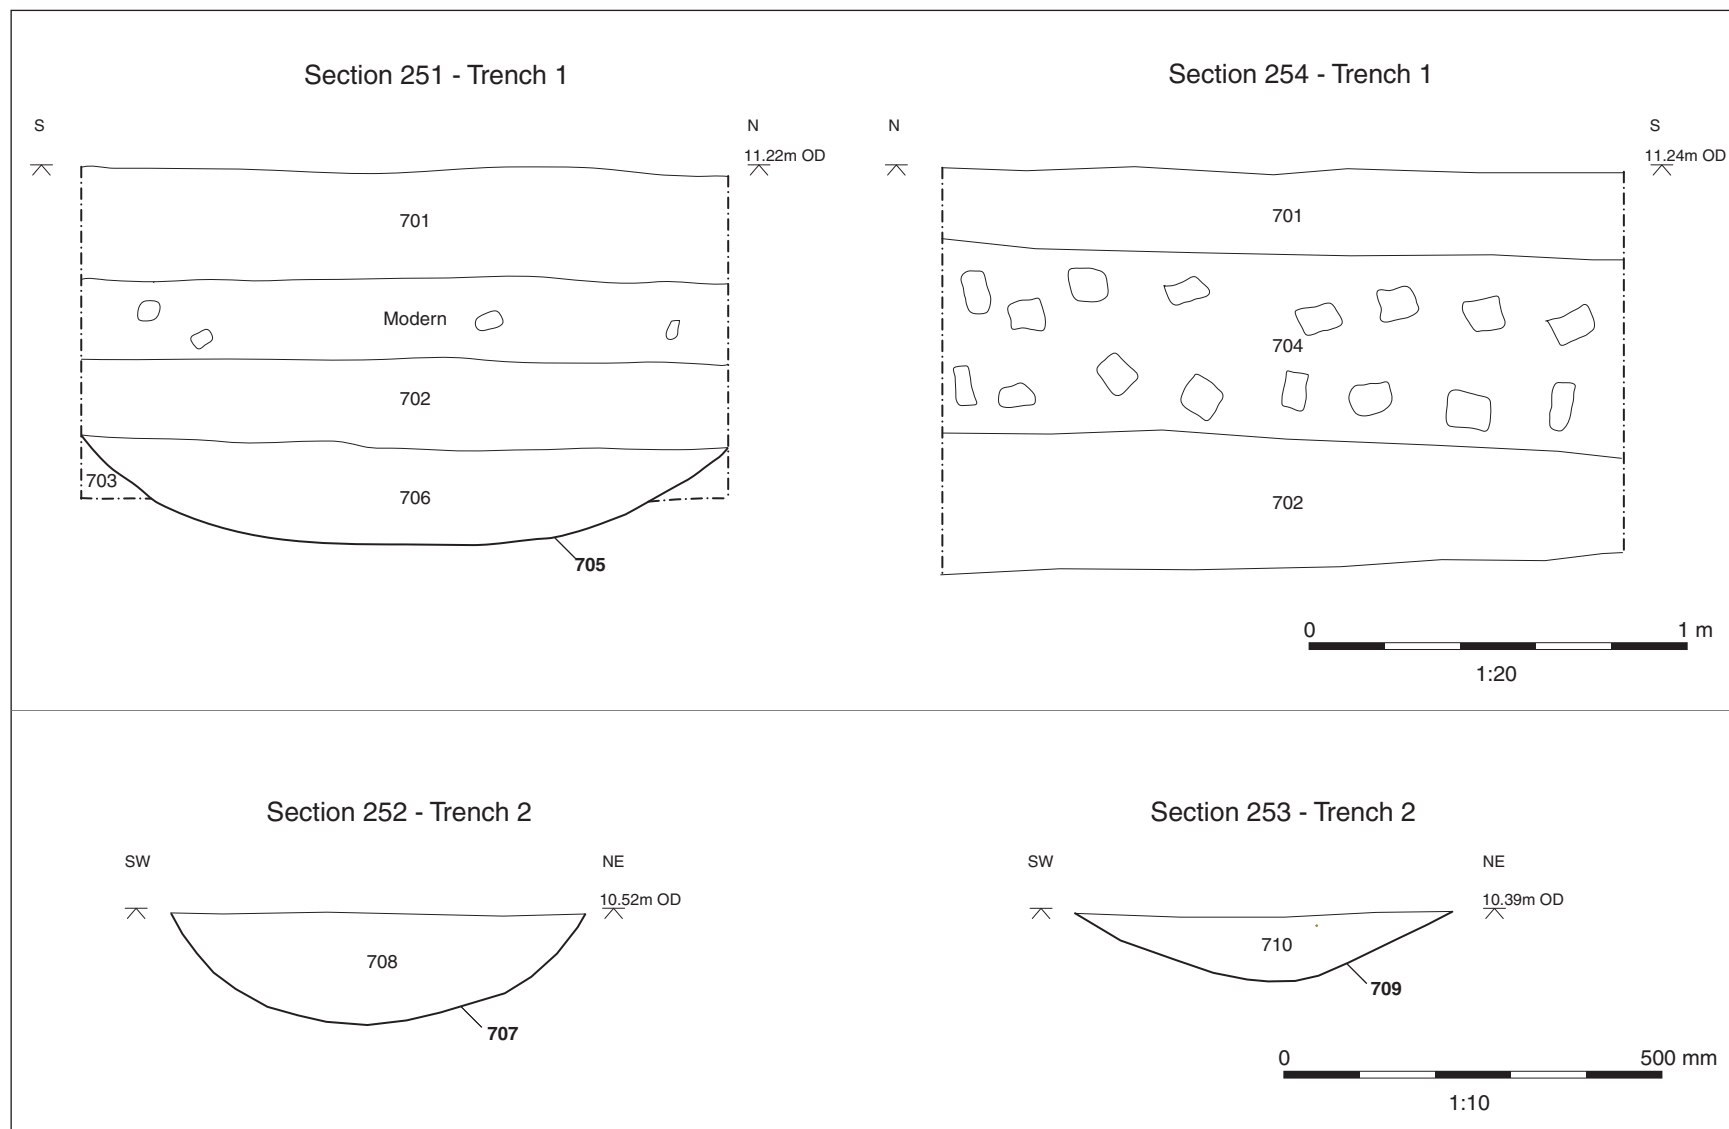 Section 251 - Trench 1
S
N
11.22m OD
701
Modern
702
703
706
705
Section 254 - Trench 1
N
S
11.24m OD
701
704
702
0 1 m
1:20
Section 252 - Trench 2
SW
NE
10.52m OD
708
707
Section 253 - Trench 2
SW
NE
10.39m OD
710
709
0 500 mm
1:10